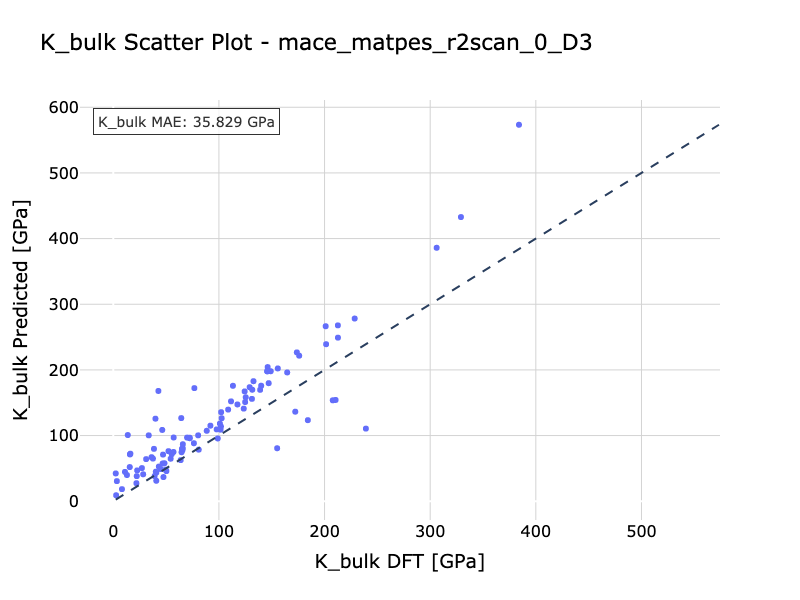 K_bulk Scatter Plot - mace_matpes_r2scan_0_D3
K_bulk MAE: 35.829 GPa
600
500
400
300
200
100
0
0 100 200 300 400 500
K_bulk DFT [GPa]
K_bulk Predicted [GPa]